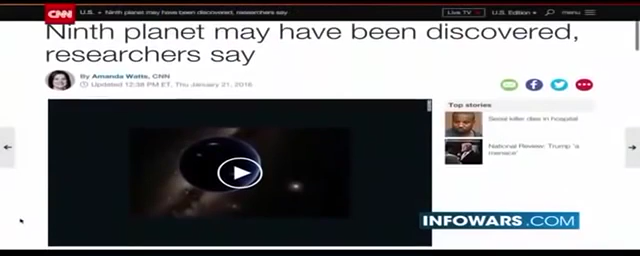 CNN U.S. » Ninth planet may have been discovered, researchers say Live TV U.S. Edition menu
Ninth planet may have been discovered,
researchers say
By Amanda Watts, CNN
Updated 12:38 PM ET, Thu January 21, 2016
Top stories
Serial killer dies in hospital
National Review: Trump 'a
menace'
INFOWARS.COM